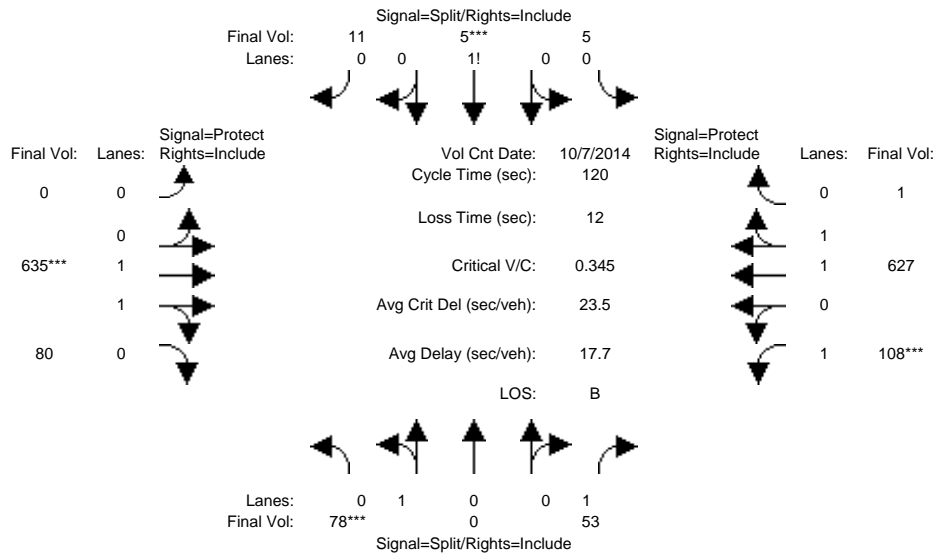 Signal=Split/Rights=Include
Final Vol: 11 5*** 5
Lanes: 0 0 1! 0 0
Signal=Protect
Final Vol: Lanes: Rights=Include
Vol Cnt Date: 10/7/2014
Signal=Protect
Rights=Include Lanes: Final Vol:
Cycle Time (sec): 120
0 0
0 1
Loss Time (sec): 12
0
1
635*** 1
Critical V/C: 0.345
1 627
1
Avg Crit Del (sec/veh): 23.5
0
80 0
Avg Delay (sec/veh): 17.7
1 108***
LOS: B
Lanes: 0 1 0 0 1
Final Vol: 78*** 0 53
Signal=Split/Rights=Include